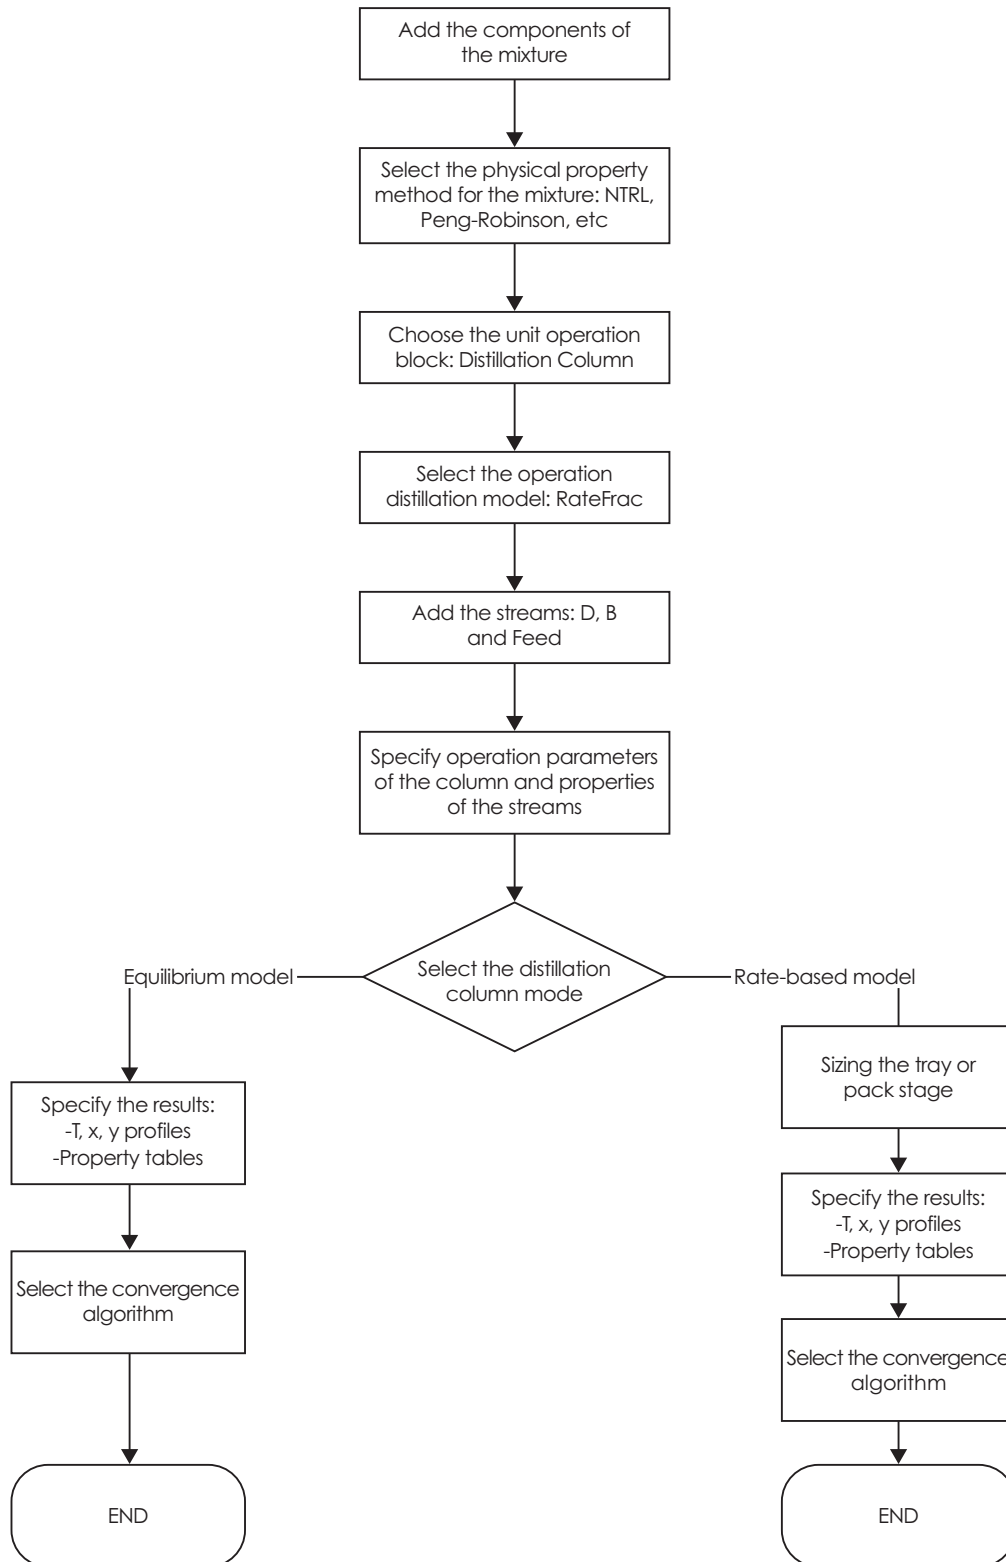 Add the components of
the mixture
Select the physical property
method for the mixture: NTRL,
Peng-Robinson, etc
Choose the unit operation
block: Distillation Column
Select the operation
distillation model: RateFrac
Add the streams: D, B
and Feed
Specify operation parameters
of the column and properties
of the streams
Select the distillation
column mode
Equilibrium model
Specify the results:
-T, x, y profiles
-Property tables
Select the convergence
algorithm
END
Rate-based model
Sizing the tray or
pack stage
Specify the results:
-T, x, y profiles
-Property tables
Select the convergence
algorithm
END